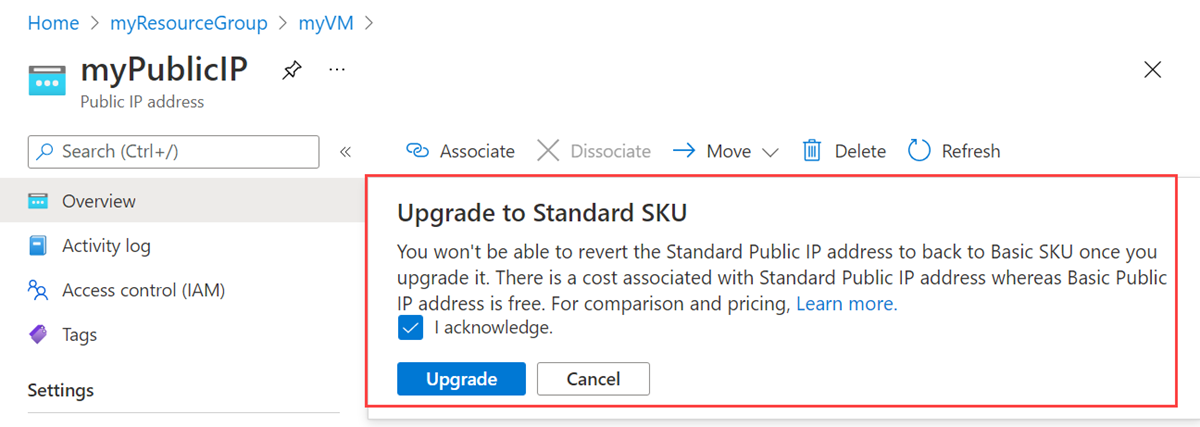 Home > myResourceGroup > myVM >
myPublicIP
Public IP address
Search (Ctrl+/)
«
Associate
Dissociate
Move
Delete
Refresh
Overview
Activity log
Access control (IAM)
Tags
Settings
Upgrade to Standard SKU
You won't be able to revert the Standard Public IP address to back to Basic SKU once you
upgrade it. There is a cost associated with Standard Public IP address whereas Basic Public
IP address is free. For comparison and pricing, Learn more.
I acknowledge.
Upgrade
Cancel